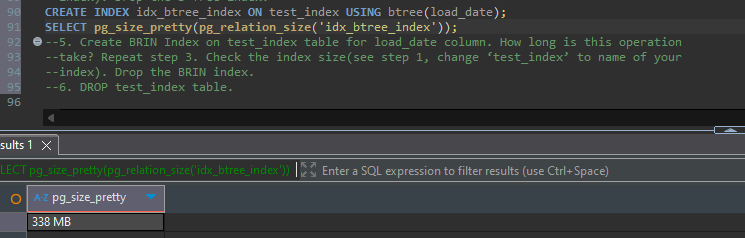 90 CREATE INDEX idx_btree_index ON test_index USING btree(load_date);
91 SELECT pg_size_pretty(pg_relation_size('idx_btree_index'));
92 --5. Create BRIN Index on test_index table for load_date column. How long is this operation
93 --take? Repeat step 3. Check the index size(see step 1, change ‘test_index’ to name of your
94 --index). Drop the BRIN index.
95 --6. DROP test_index table.
96
sults 1
LECT pg_size_pretty(pg_relation_size('idx_btree_index')) Enter a SQL expression to filter results (use Ctrl+Space)
A-Z pg_size_pretty
338 MB